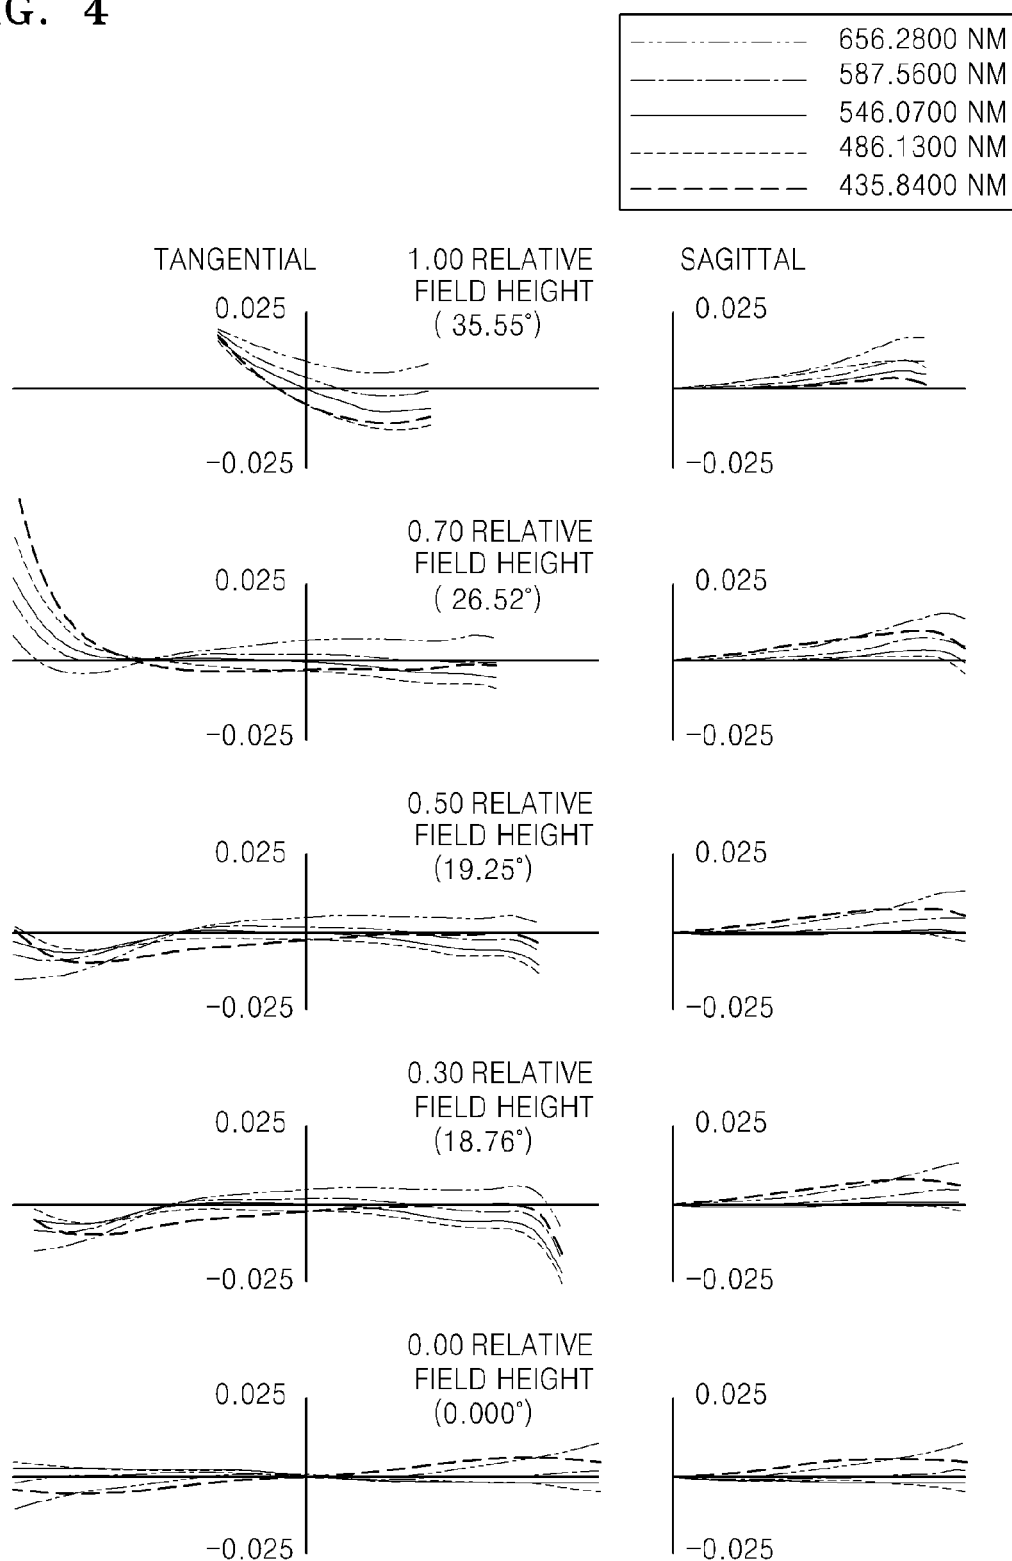 G. 4
656.2800 NM
587.5600 NM
546.0700 NM
486.1300 NM
435.8400 NM
TANGENTIAL
1.00 RELATIVE
FIELD HEIGHT
( 35.55°)
SAGITTAL
0.025
-0.025
0.025
-0.025
0.70 RELATIVE
FIELD HEIGHT
( 26.52°)
0.025
-0.025
0.025
-0.025
0.50 RELATIVE
FIELD HEIGHT
(19.25°)
0.025
-0.025
0.025
-0.025
0.30 RELATIVE
FIELD HEIGHT
(18.76°)
0.025
-0.025
0.025
-0.025
0.00 RELATIVE
FIELD HEIGHT
(0.000°)
0.025
-0.025
0.025
-0.025